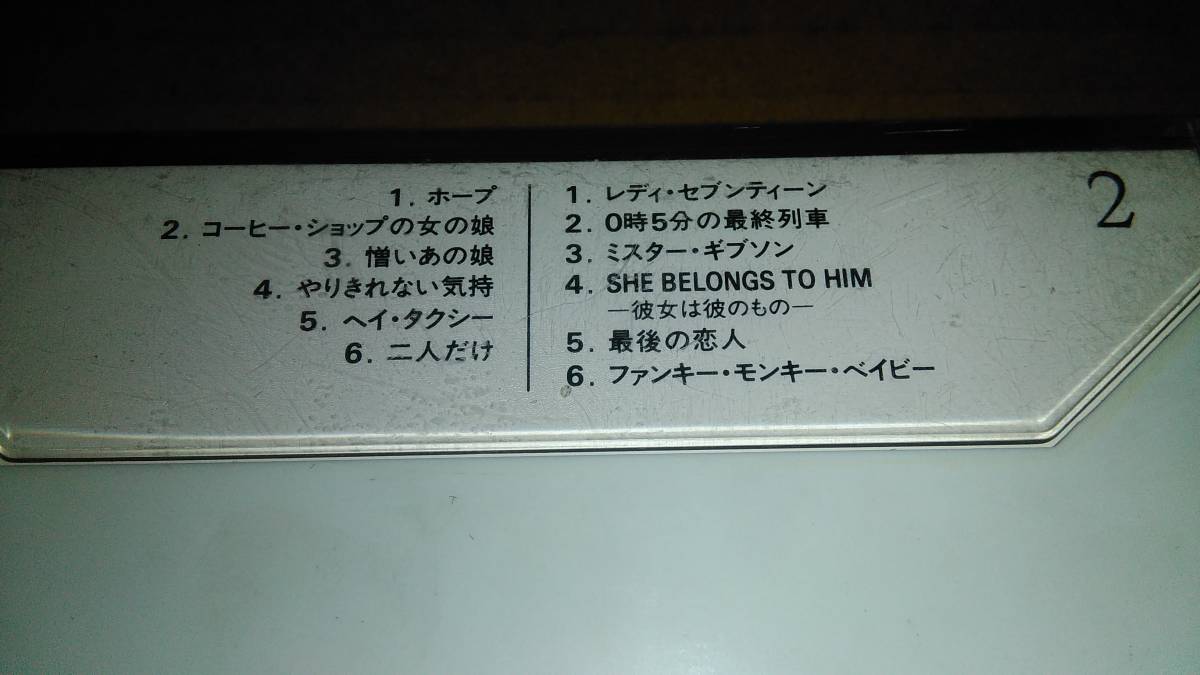 1. ホープ
2. コーヒー・ショップの女の娘
3. 憎いあの娘
4. やりきれない気持
5. ヘイ・タクシー
6. 二人だけ
1. レディ・セブンティーン
2. 0時5分の最終列車
3. ミスター・ギブソン
4. SHE BELONGS TO HIM
—彼女は彼のもの—
5. 最後の恋人
6. ファンキー・モンキー・ベイビー
2